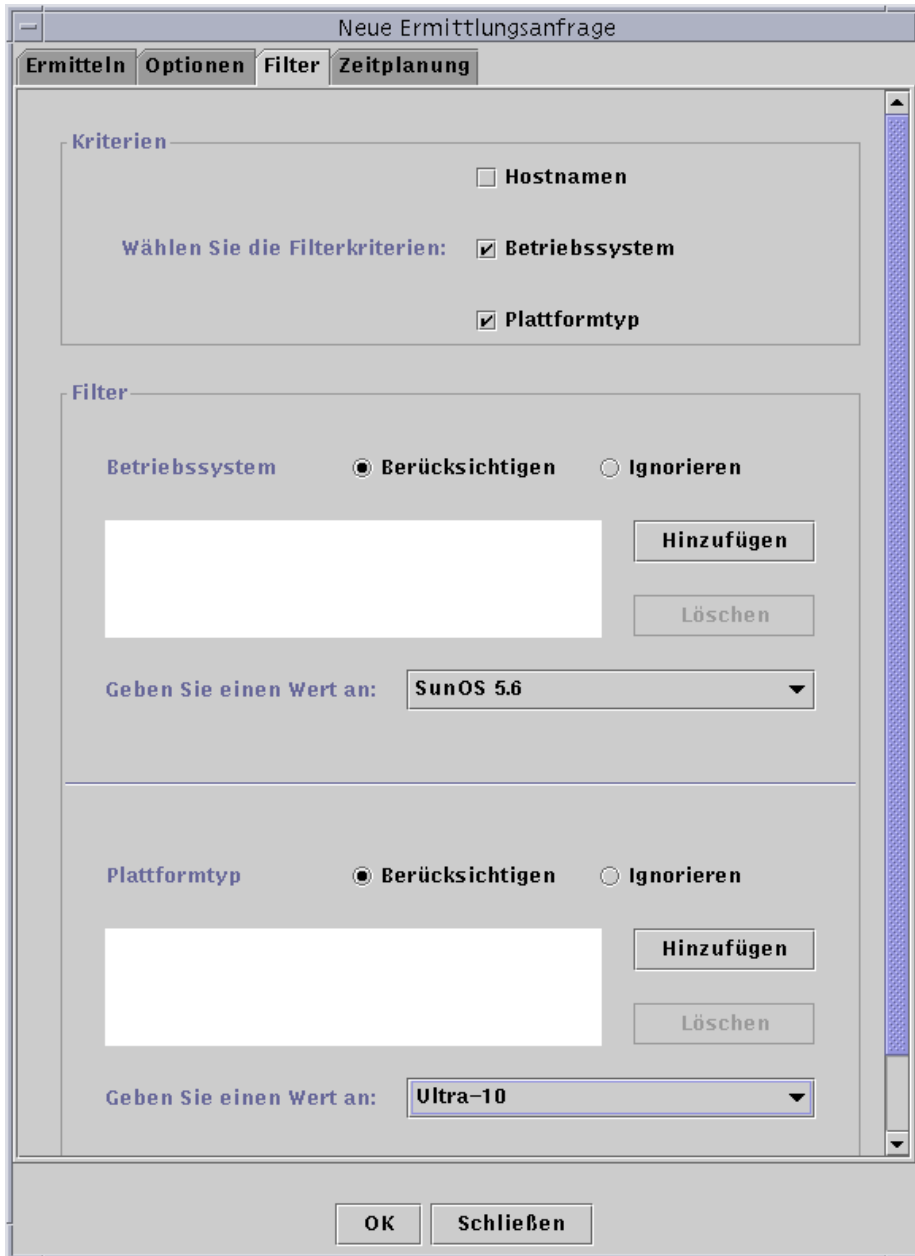 Neue Ermittlungsanfrage
Ermitteln Optionen Filter Zeitplanung
Kriterien
Hostnamen
Wählen Sie die Filterkriterien: Betriebssystem
Plattformtyp
Filter
Betriebssystem Berücksichtigen Ignorieren
Hinzufügen
Löschen
Geben Sie einen Wert an: SunOS 5.6
Plattformtyp Berücksichtigen Ignorieren
Hinzufügen
Löschen
Geben Sie einen Wert an: Ultra-10
OK Schließen